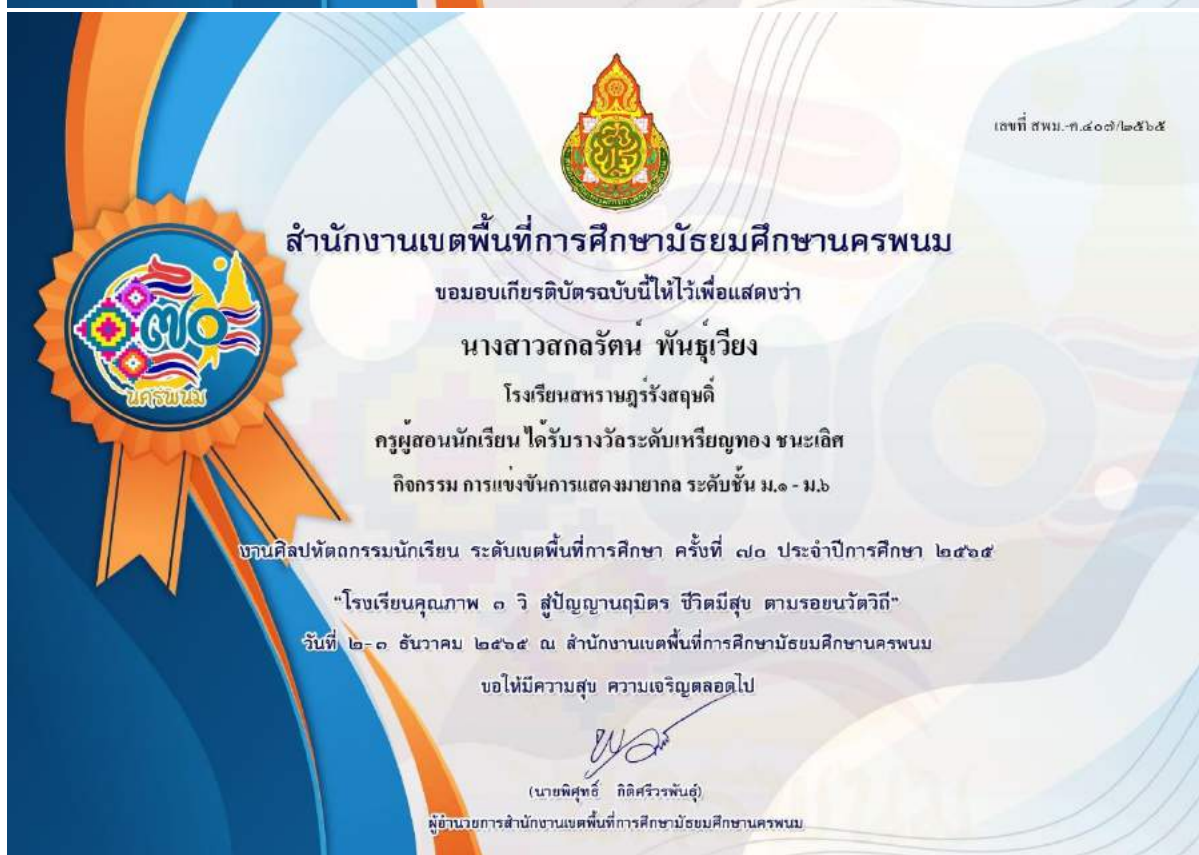 เลขที่ สพม.-ค.๔๐๗/๒๕๖๕
สำนักงานเขตพื้นที่การศึกษามัธยมศึกษานครพนม
ขอมอบเกียรติบัตรฉบับนี้ให้ไว้เพื่อแสดงว่า
นางสาวสกลรัตน์ พันธุ์เวียง
โรงเรียนสหราษฎร์รังสฤษดิ์
ครูผู้สอนนักเรียน ได้รับรางวัลระดับเหรียญทอง ชนะเลิศ
กิจกรรม การแข่งขันการแสดงมายากล ระดับชั้น ม.๑ - ม.๖
งานศิลปหัตถกรรมนักเรียน ระดับเขตพื้นที่การศึกษา ครั้งที่ ๗๐ ประจำปีการศึกษา ๒๕๖๕
"โรงเรียนคุณภาพ ๓ วิ สู่ปัญญานฤมิตร ชีวิตมีสุข ตามรอยนวัตวิถี"
วันที่ ๒-๓ ธันวาคม ๒๕๖๕ ณ สำนักงานเขตพื้นที่การศึกษามัธยมศึกษานครพนม
ขอให้มีความสุข ความเจริญตลอดไป
(นายพิศุทธิ์ กิติศรีวรพันธุ์)
ผู้อำนวยการสำนักงานเขตพื้นที่การศึกษามัธยมศึกษานครพนม
๗๐
นครพนม